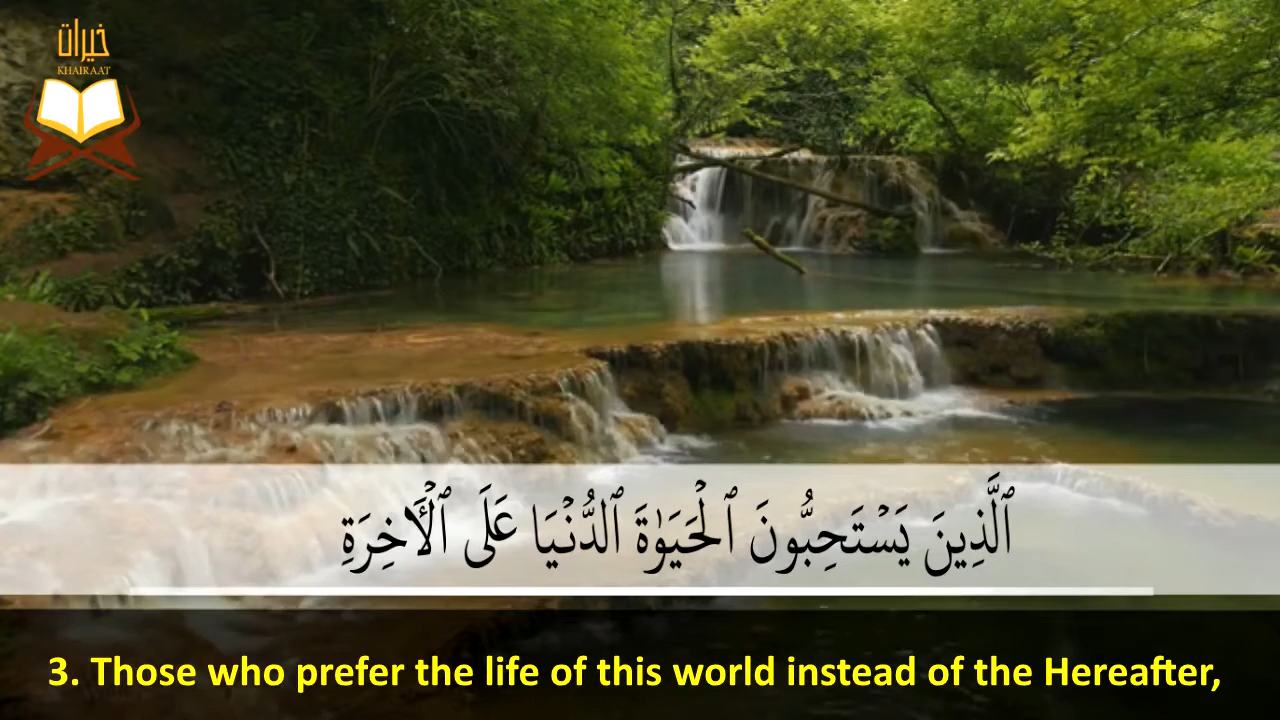 خيرات
KHAIRAAT
ٱلَّذِينَ يَسْتَحِبُّونَ ٱلْحَيَوٰةَ ٱلدُّنْيَا عَلَى ٱلْـَٔاخِرَةِ
3. Those who prefer the life of this world instead of the Hereafter,